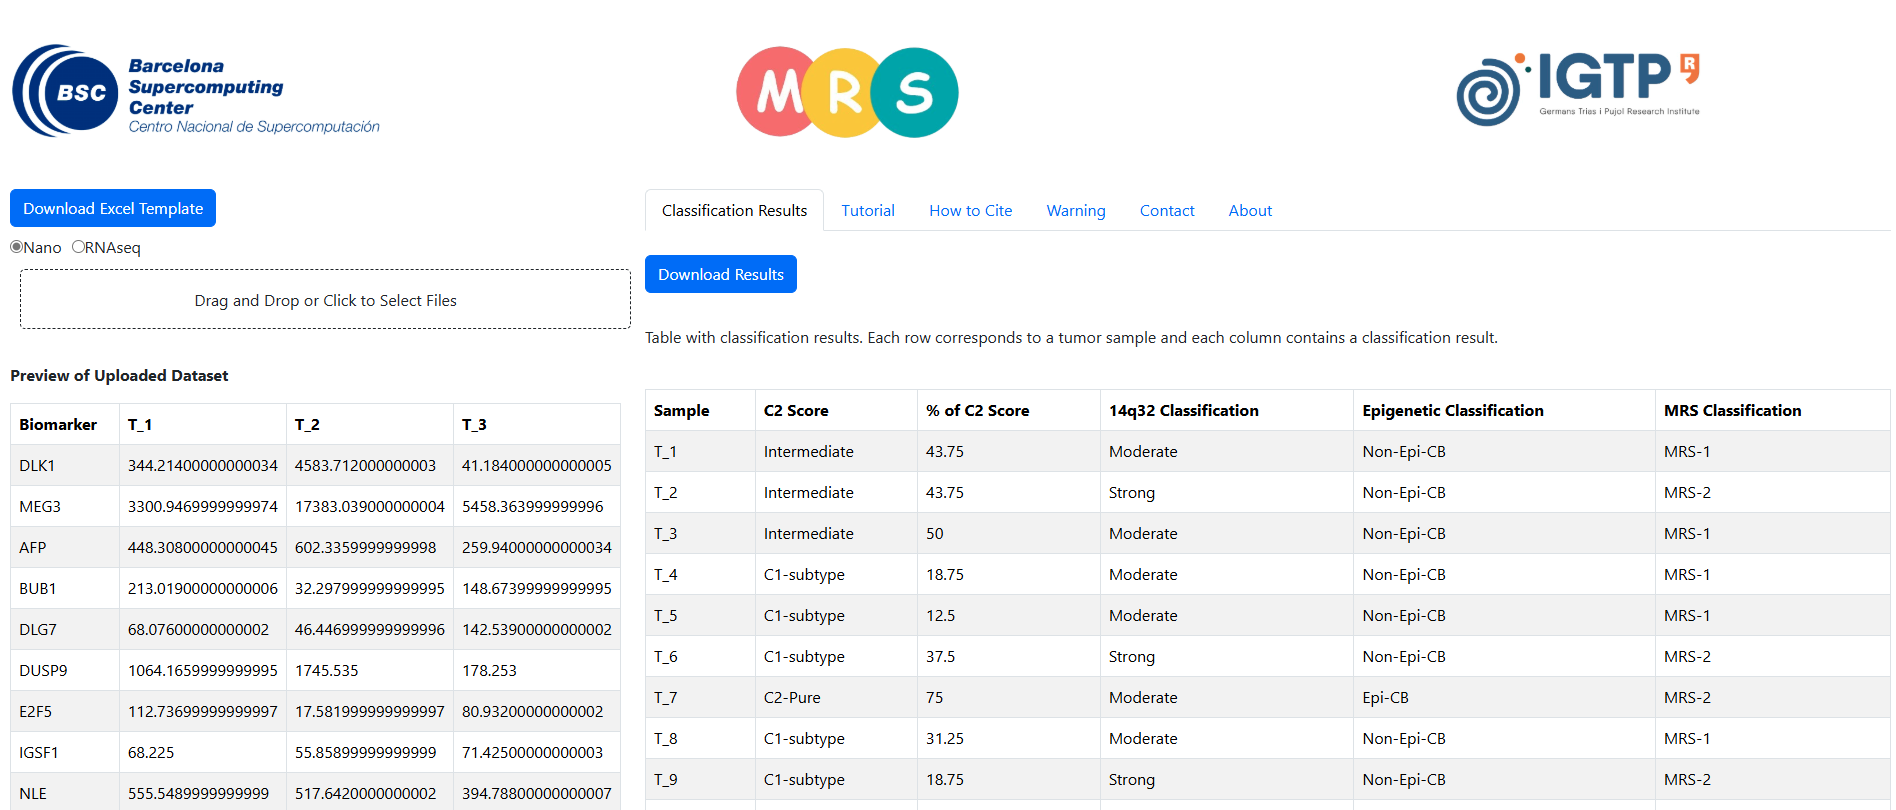 BSC
Barcelona
Supercomputing
Center
Centro Nacional de Supercomputación
MRS
IGTP R
Germans Trias i Pujol Research Institute
Download Excel Template
Nano RNAseq
Drag and Drop or Click to Select Files
Preview of Uploaded Dataset
Biomarker T_1 T_2 T_3
DLK1 344.21400000000034 4583.712000000003 41.184000000000005
MEG3 3300.9469999999974 17383.039000000004 5458.363999999996
AFP 448.30800000000045 602.3359999999998 259.94000000000034
BUB1 213.01900000000006 32.297999999999995 148.67399999999995
DLG7 68.07600000000002 46.446999999999996 142.53900000000002
DUSP9 1064.1659999999995 1745.535 178.253
E2F5 112.73699999999997 17.581999999999997 80.93200000000002
IGSF1 68.225 55.85899999999999 71.42500000000003
NLE 555.5489999999999 517.6420000000002 394.78800000000007
Classification Results Tutorial How to Cite Warning Contact About
Download Results
Table with classification results. Each row corresponds to a tumor sample and each column contains a classification result.
Sample C2 Score % of C2 Score 14q32 Classification Epigenetic Classification MRS Classification
T_1 Intermediate 43.75 Moderate Non-Epi-CB MRS-1
T_2 Intermediate 43.75 Strong Non-Epi-CB MRS-2
T_3 Intermediate 50 Moderate Non-Epi-CB MRS-1
T_4 C1-subtype 18.75 Moderate Non-Epi-CB MRS-1
T_5 C1-subtype 12.5 Moderate Non-Epi-CB MRS-1
T_6 C1-subtype 37.5 Strong Non-Epi-CB MRS-2
T_7 C2-Pure 75 Moderate Epi-CB MRS-2
T_8 C1-subtype 31.25 Moderate Non-Epi-CB MRS-1
T_9 C1-subtype 18.75 Strong Non-Epi-CB MRS-2